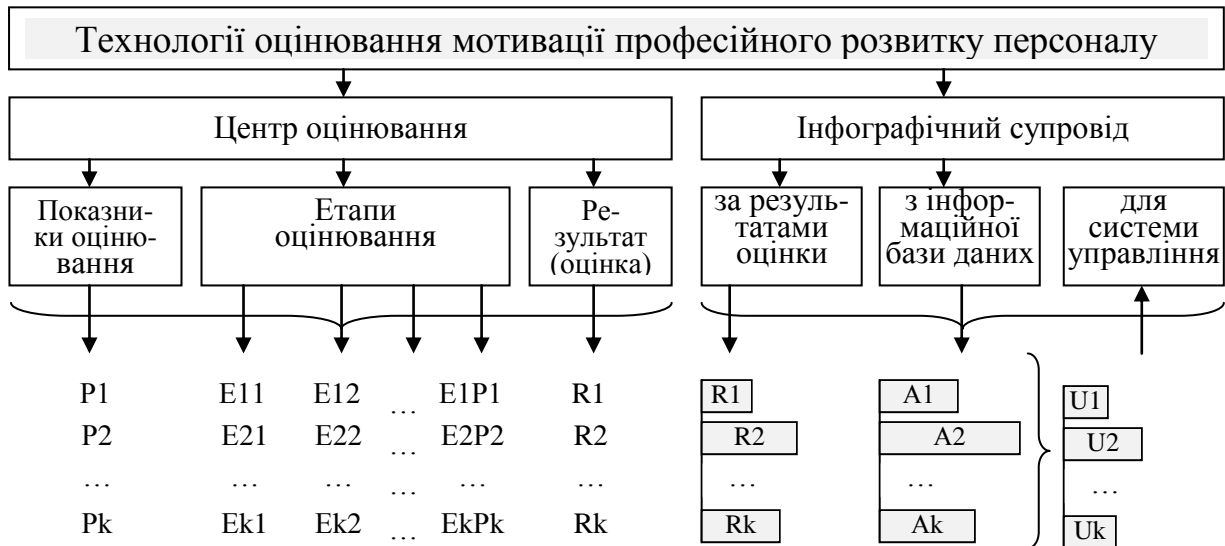 Технології оцінювання мотивації професійного розвитку персоналу
Центр оцінювання
Інфографічний супровід
Показни-
ки оціню-
вання
Етапи
оцінювання
Ре-
зультат
(оцінка)
за резуль-
татами
оцінки
з інфор-
маційної
бази даних
для
системи
управління
P1 E11 E12 … E1P1 R1 R1 A1 U1
P2 E21 E22 … E2P2 R2 R2 A2 U2
… … … … … … … … …
Pk Ek1 Ek2 … EkPk Rk Rk Ak Uk